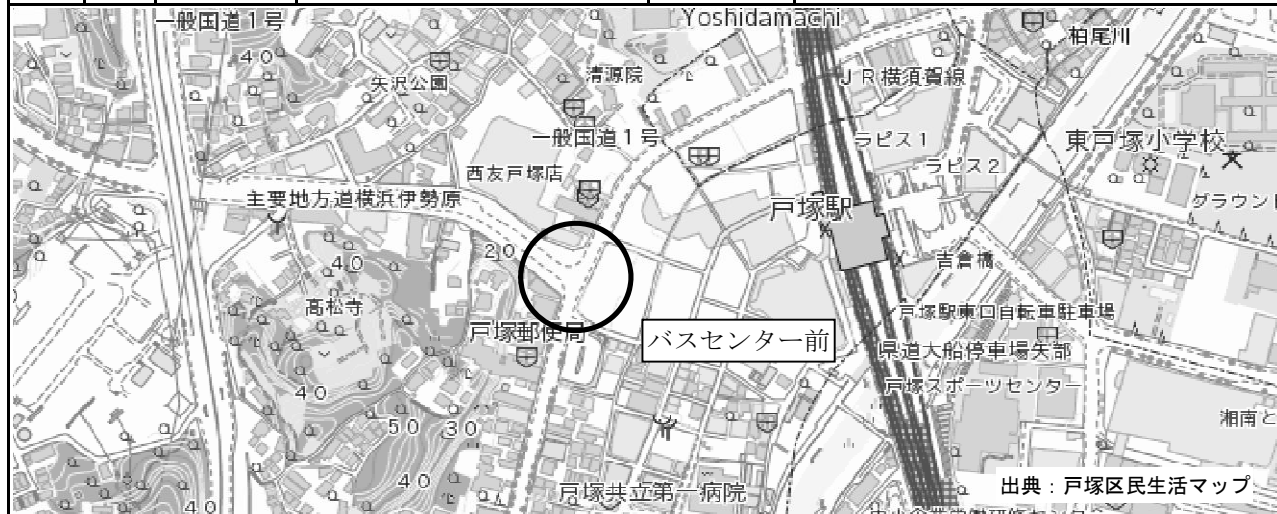 一般国道1号
Yoshidamachi
柏尾川
40
矢沢公園
清源院
JR横須賀線
一般国道1号
ラピス1
東戸塚小学校
西友戸塚店
ラピス2
主要地方道横浜伊勢原
戸塚駅
グラウンド
20
40
吉倉橋
高松寺
戸塚郵便局
バスセンター前
戸塚駅東口自転車駐車場
県道大船停車場矢部
戸塚スポーツセンター
40
50
30
湘南と
40
戸塚共立第一病院
出典：戸塚区民生活マップ
40